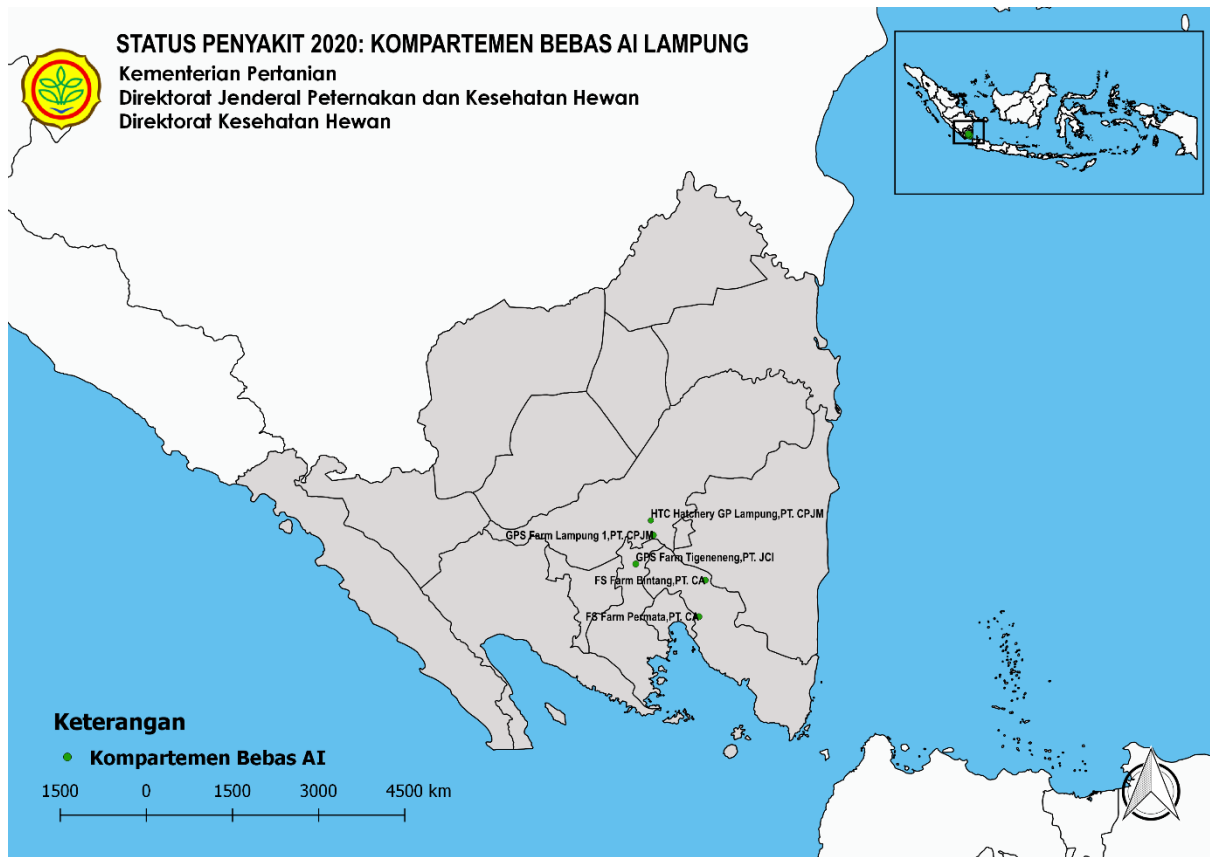 STATUS PENYAKIT 2020: KOMPARTEMEN BEBAS AI LAMPUNG
Kementerian Pertanian
Direktorat Jenderal Peternakan dan Kesehatan Hewan
Direktorat Kesehatan Hewan
HTC Hatchery GP Lampung,PT. CPJM
GPS Farm Lampung 1,PT. CPJM
GPS Farm Tigeneneng,PT. JCI
FS Farm Bintang,PT. CA
FS Farm Permata,PT. CA
Keterangan
Kompartemen Bebas AI
1500 0 1500 3000 4500 km